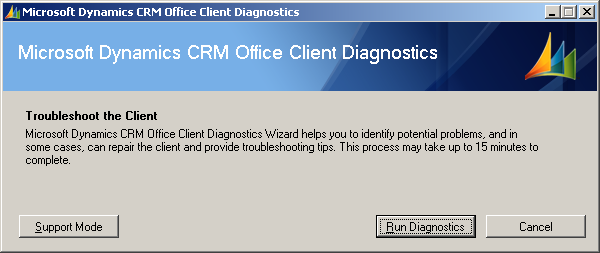 Microsoft Dynamics CRM Office Client Diagnostics
Microsoft Dynamics CRM Office Client Diagnostics
Troubleshoot the Client
Microsoft Dynamics CRM Office Client Diagnostics Wizard helps you to identify potential problems, and in
some cases, can repair the client and provide troubleshooting tips. This process may take up to 15 minutes to
complete.
Support Mode Run Diagnostics Cancel